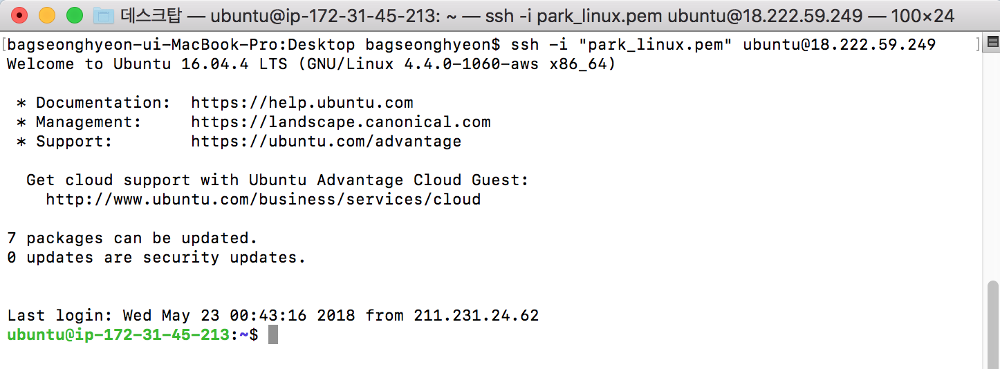 데스크탑 — ubuntu@ip-172-31-45-213: ~ — ssh -i park_linux.pem ubuntu@18.222.59.249 — 100×24
[bagseonghyeon-ui-MacBook-Pro:Desktop bagseonghyeon$ ssh -i "park_linux.pem" ubuntu@18.222.59.249 ]
Welcome to Ubuntu 16.04.4 LTS (GNU/Linux 4.4.0-1060-aws x86_64)
* Documentation:  https://help.ubuntu.com
* Management:     https://landscape.canonical.com
* Support:        https://ubuntu.com/advantage
Get cloud support with Ubuntu Advantage Cloud Guest:
http://www.ubuntu.com/business/services/cloud
7 packages can be updated.
0 updates are security updates.
Last login: Wed May 23 00:43:16 2018 from 211.231.24.62
ubuntu@ip-172-31-45-213:~$